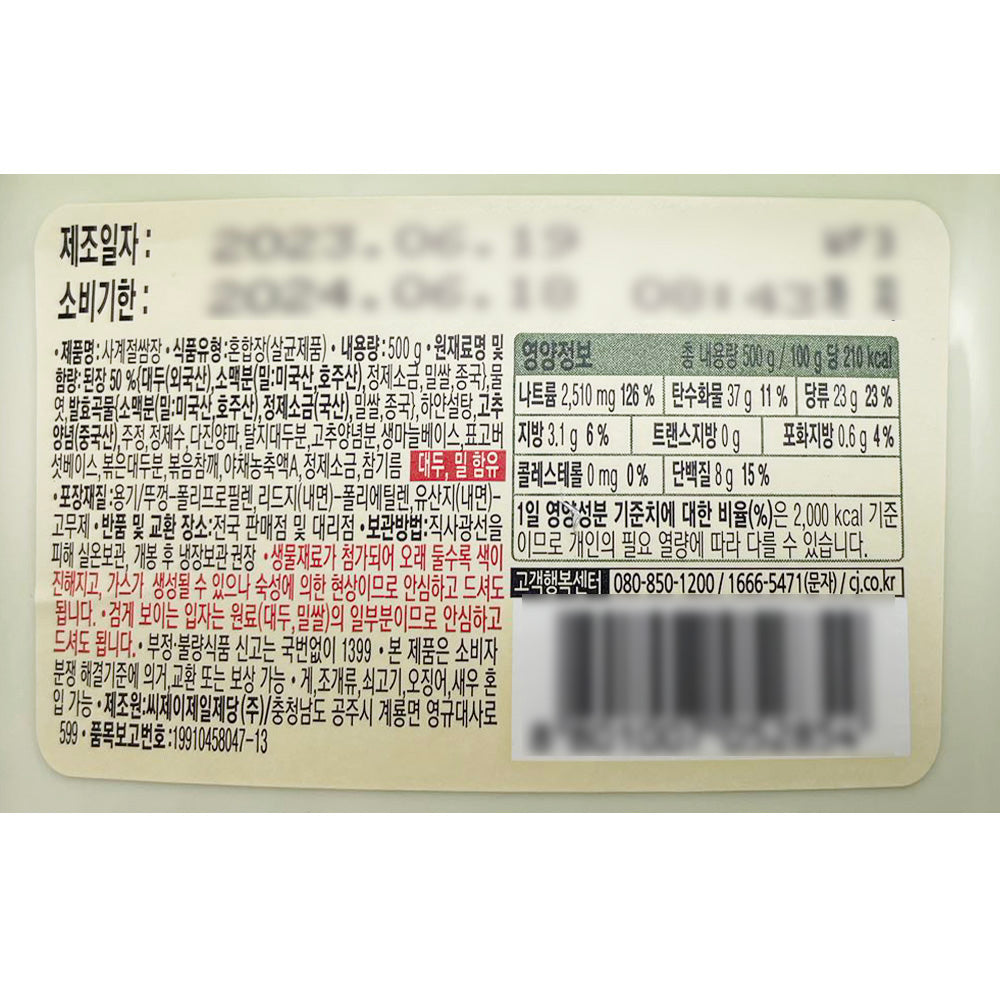 제조일자 :
소비기한 :
•제품명: 사계절쌈장 • 식품유형:혼합장(살균제품) • 내용량:500 g • 원재료명 및
함량: 된장 50 %{대두(외국산),소맥분(밀:미국산,호주산),정제소금,밀쌀,종국},물
엿,발효곡물{소맥분(밀:미국산,호주산),정제소금(국산),밀쌀,종국},하얀설탕,고추
양념(중국산),주정,정제수,다진양파,탈지대두분,고추양념분,생마늘베이스,표고버
섯베이스,볶은대두분,볶음참깨,야채농축액A,정제소금,참기름 대두, 밀 함유
•포장재질:용기/뚜껑-폴리프로필렌, 리드지(내면)-폴리에틸렌,유산지(내면)-
고무제 • 반품 및 교환 장소:전국 판매점 및 대리점 • 보관방법:직사광선을
피해 실온보관, 개봉 후 냉장보관 권장 •생물재료가 첨가되어 오래 둘수록 색이
진해지고, 가스가 생성될 수 있으나 숙성에 의한 현상이므로 안심하고 드셔도
됩니다. •검게 보이는 입자는 원료(대두,밀쌀)의 일부분이므로 안심하고
드셔도 됩니다. • 부정·불량식품 신고는 국번없이 1399 • 본 제품은 소비자
분쟁 해결기준에 의거,교환 또는 보상 가능 • 게,조개류,쇠고기,오징어,새우 혼
입 가능 • 제조원:씨제이제일제당(주)/충청남도 공주시 계룡면 영규대사로
599 • 품목보고번호:19910458047-13
영양정보 총 내용량 500 g / 100 g 당 210 kcal
나트륨 2,510 mg 126 % 탄수화물 37 g 11 % 당류 23 g 23 %
지방 3.1 g 6 % 트랜스지방 0 g 포화지방 0.6 g 4 %
콜레스테롤 0 mg 0 % 단백질 8 g 15 %
1일 영양성분 기준치에 대한 비율(%)은 2,000 kcal 기준
이므로 개인의 필요 열량에 따라 다를 수 있습니다.
고객행복센터 080-850-1200 / 1666-5471(문자) / cj.co.kr